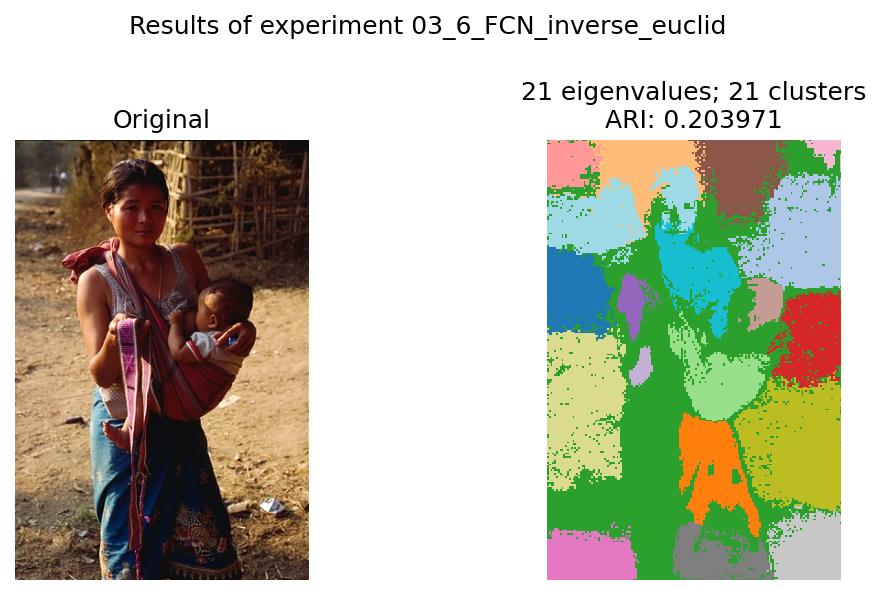 Results of experiment 03_6_FCN_inverse_euclid
Original
21 eigenvalues; 21 clusters
ARI: 0.203971